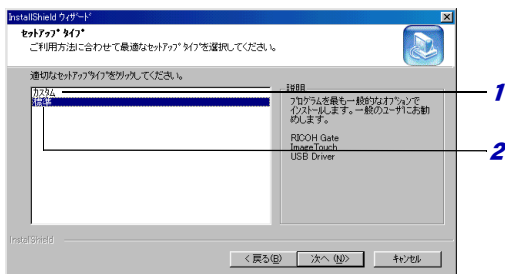 InstallShield ウィザード
セットアップ タイプ
ご利用方法に合わせて最適なセットアップ タイプを選択してください。
適切なセットアップタイプをクリックしてください。
カスタム
標準
1
2
説明
プログラムを最も一般的なオプションで
インストールします。一般のユーザにお勧
めします。
RICOH Gate
ImageTouch
USB Driver
InstallShield
< 戻る(B)
次へ (N)>
キャンセル